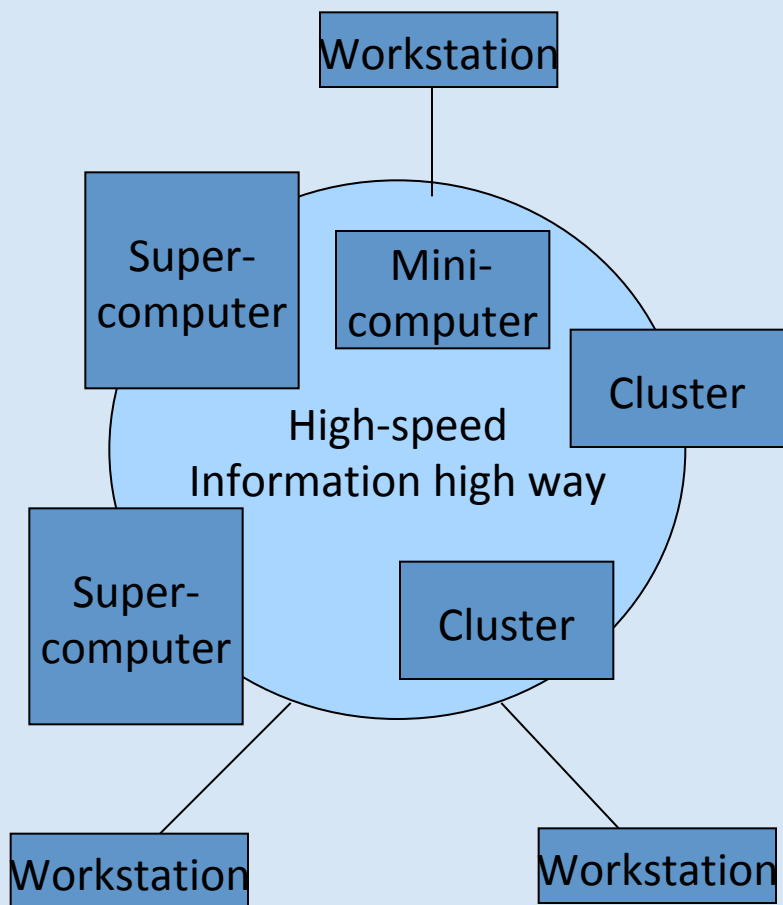 Workstation
Super-
computer
Mini-
computer
Cluster
High-speed
Information high way
Super-
computer
Cluster
Workstation
Workstation